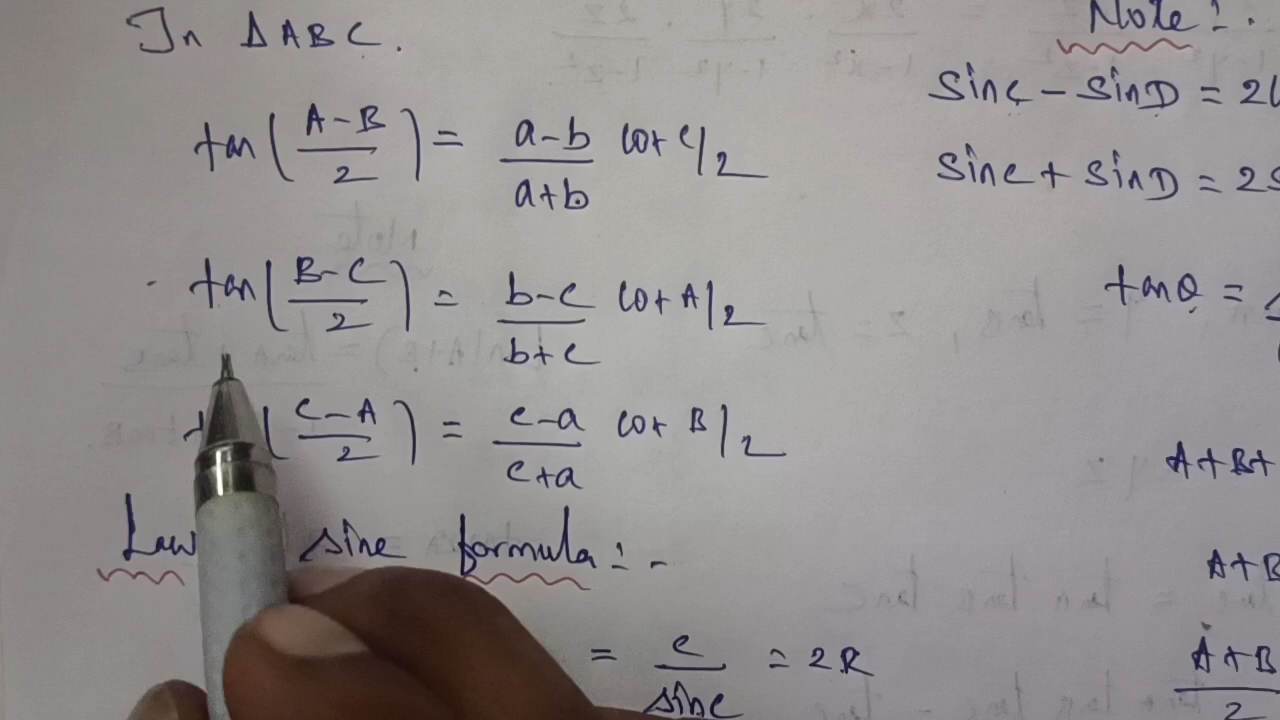 In ΔABC.
tan(A-B/2) = a-b/a+b cot C/2
tan(B-C/2) = b-c/b+c cot A/2
(C-A/2) = c-a/c+a cot B/2
Law sine formula:-
= c/sinc = 2R
Note:-
Sinc - SinD = 2
Sinc + SinD = 2S
tanθ =
A+B+
A+B
A+B/2